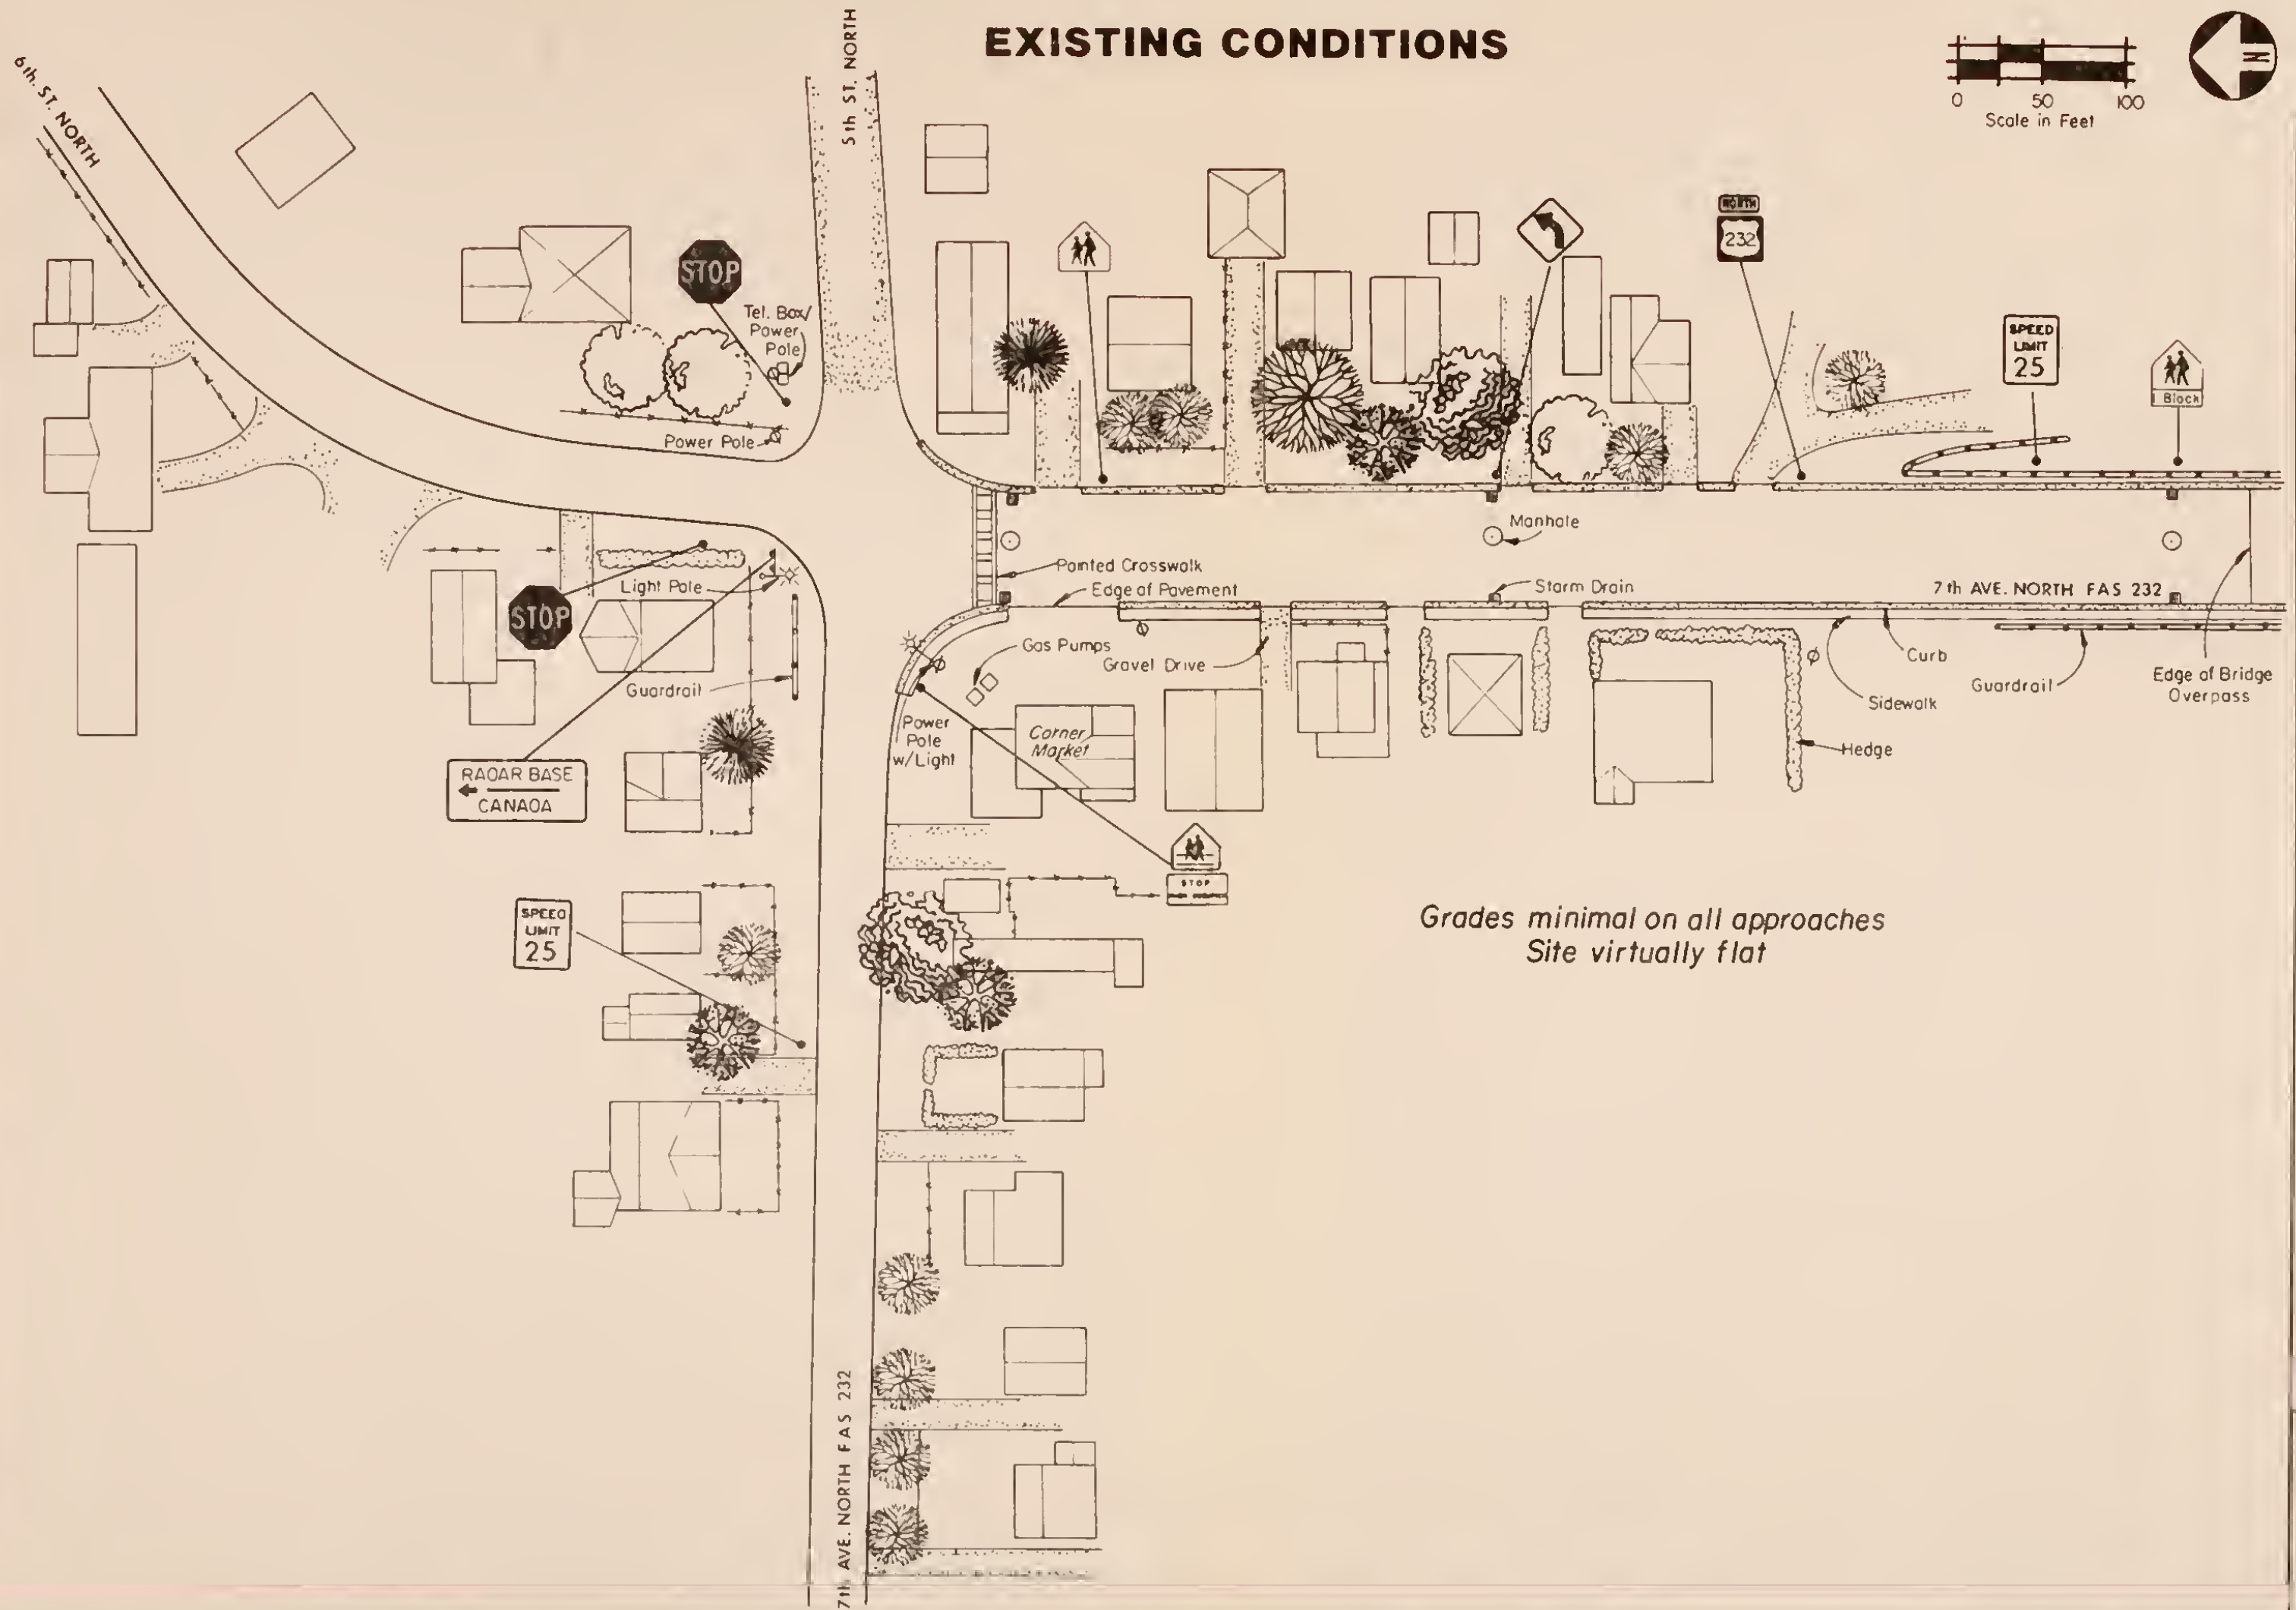 EXISTING CONDITIONS
N
0 50 100
Scale in Feet
6th. ST. NORTH
5th ST. NORTH
STOP
Tel. Box/
Power
Pole
Power Pole
NORTH
232
SPEED
LIMIT
25
1 Block
Manhole
Painted Crosswalk
Edge of Pavement
Storm Drain
7th AVE. NORTH FAS 232
Light Pole
STOP
Guardrail
Gas Pumps
Gravel Drive
Curb
Sidewalk
Guardrail
Edge of Bridge
Overpass
Power
Pole
w/Light
Corner
Market
Hedge
RADAR BASE
CANADA
STOP
SPEED
LIMIT
25
Grades minimal on all approaches
Site virtually flat
7th AVE. NORTH FAS 232